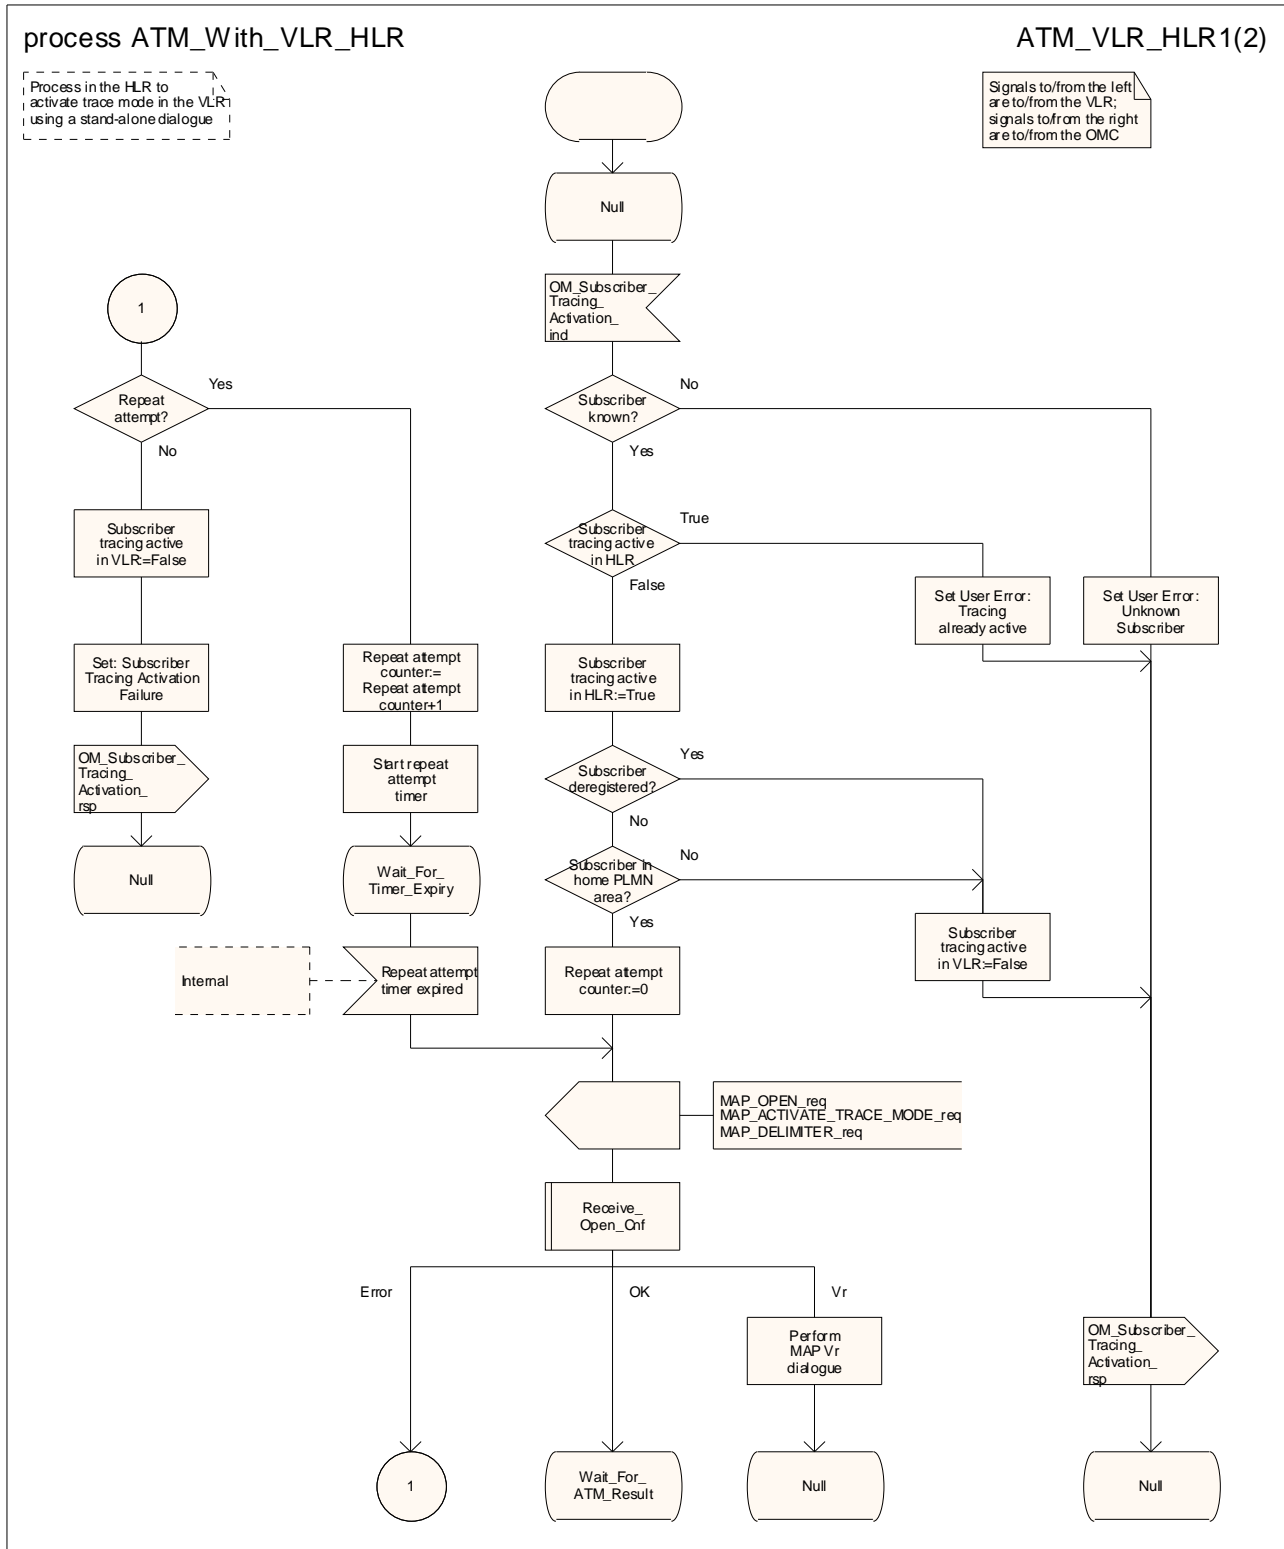 process ATM_With_VLR_HLR
ATM_VLR_HLR1(2)
Process in the HLR to
activate trace mode in the VLR
using a stand-alone dialogue
Signals to/from the left
are to/from the VLR;
signals to/from the right
are to/from the OMC
Null
OM_Subscriber_
Tracing_
Activation_
ind
1
Repeat
attempt?
Yes
No
Subscriber
known?
No
Yes
Subscriber
tracing active
in VLR:=False
Subscriber
tracing active
in HLR
True
False
Set User Error:
Tracing
already active
Set User Error:
Unknown
Subscriber
Set: Subscriber
Tracing Activation
Failure
Repeat attempt
counter:=
Repeat attempt
counter+1
Subscriber
tracing active
in HLR:=True
OM_Subscriber_
Tracing_
Activation_
rsp
Start repeat
attempt
timer
Subscriber
deregistered?
Yes
No
Null
Wait_For_
Timer_Expiry
Subscriber in
home PLMN
area?
No
Yes
Subscriber
tracing active
in VLR:=False
Internal
Repeat attempt
timer expired
Repeat attempt
counter:=0
MAP_OPEN_req
MAP_ACTIVATE_TRACE_MODE_req
MAP_DELIMITER_req
Receive_
Open_Cnf
Error
OK
Vr
Perform
MAP Vr
dialogue
OM_Subscriber_
Tracing_
Activation_
rsp
1
Wait_For_
ATM_Result
Null
Null